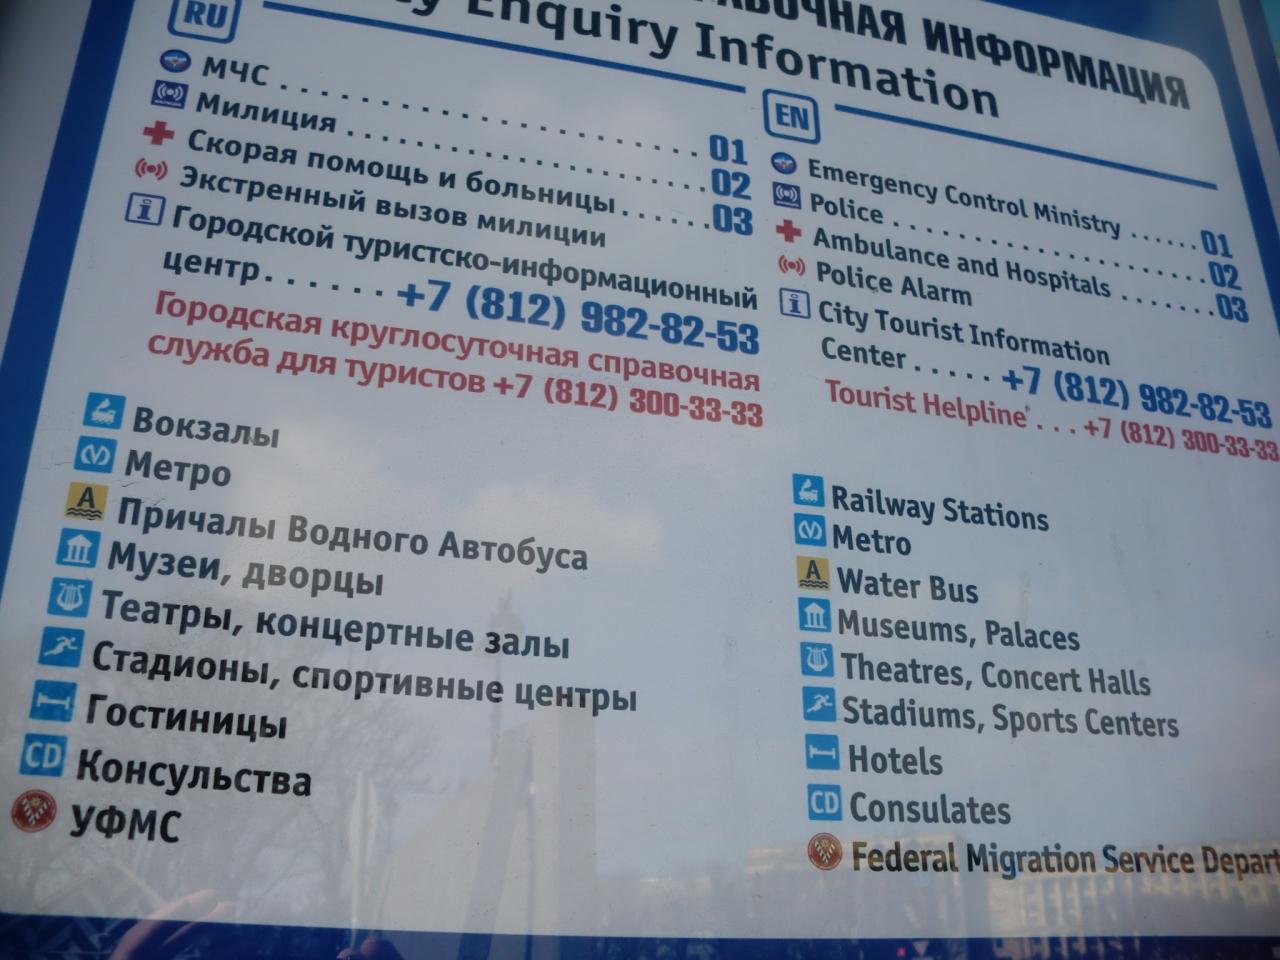 ИНФОРМАЦИЯ
Enquiry Information
RU
МЧС . . . . . . . . . . . . . . . . . . . . . . . . . 01
Милиция . . . . . . . . . . . . . . . . . . . . . 02
Скорая помощь и больницы . . . . . . 03
Экстренный вызов милиции
Городской туристско-информационный
центр . . . . . . +7 (812) 982-82-53
Городская круглосуточная справочная
служба для туристов +7 (812) 300-33-33
Вокзалы
Метро
А Причалы Водного Автобуса
Музеи, дворцы
Театры, концертные залы
Стадионы, спортивные центры
Гостиницы
CD Консульства
УФМС
EN
Emergency Control Ministry . . . . . . 01
Police . . . . . . . . . . . . . . . . . . . . 02
Ambulance and Hospitals . . . . . . . 03
Police Alarm
City Tourist Information
Center . . . . . +7 (812) 982-82-53
Tourist Helpline . . . +7 (812) 300-33-33
Railway Stations
Metro
А Water Bus
Museums, Palaces
Theatres, Concert Halls
Stadiums, Sports Centers
Hotels
CD Consulates
Federal Migration Service Depart